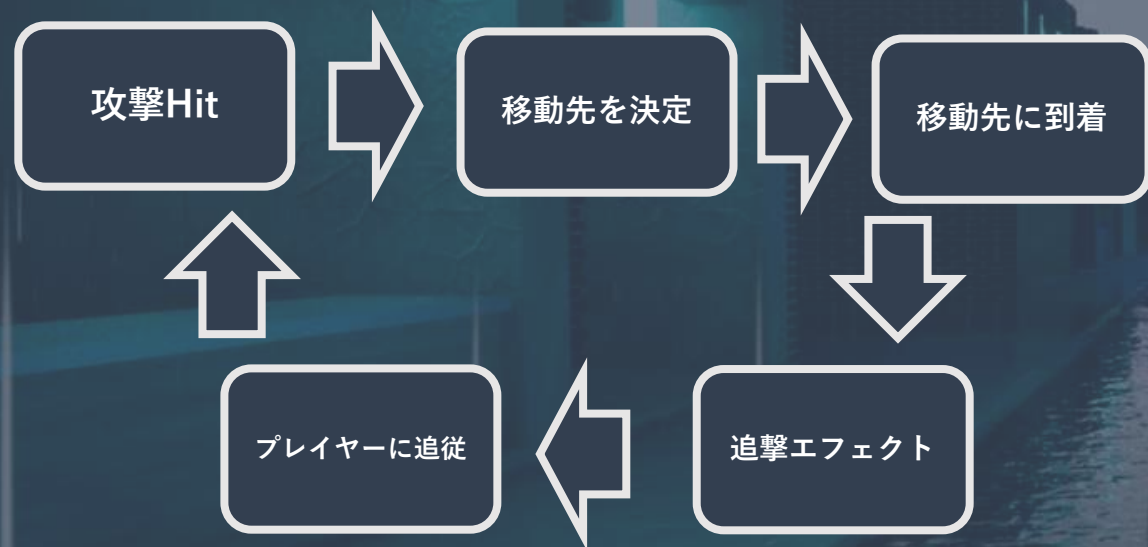 攻撃Hit
移動先を決定
移動先に到着
追撃エフェクト
プレイヤーに追従